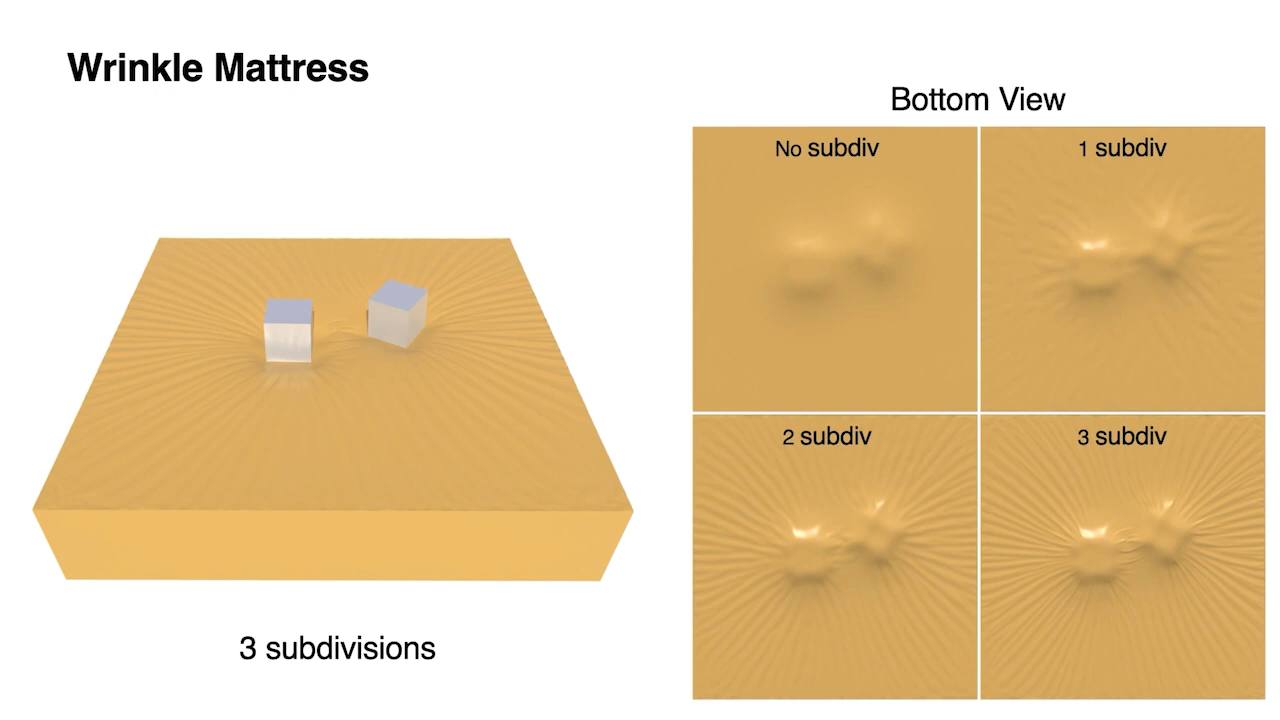 Wrinkle Mattress
Bottom View
No subdiv
1 subdiv
2 subdiv
3 subdiv
3 subdivisions